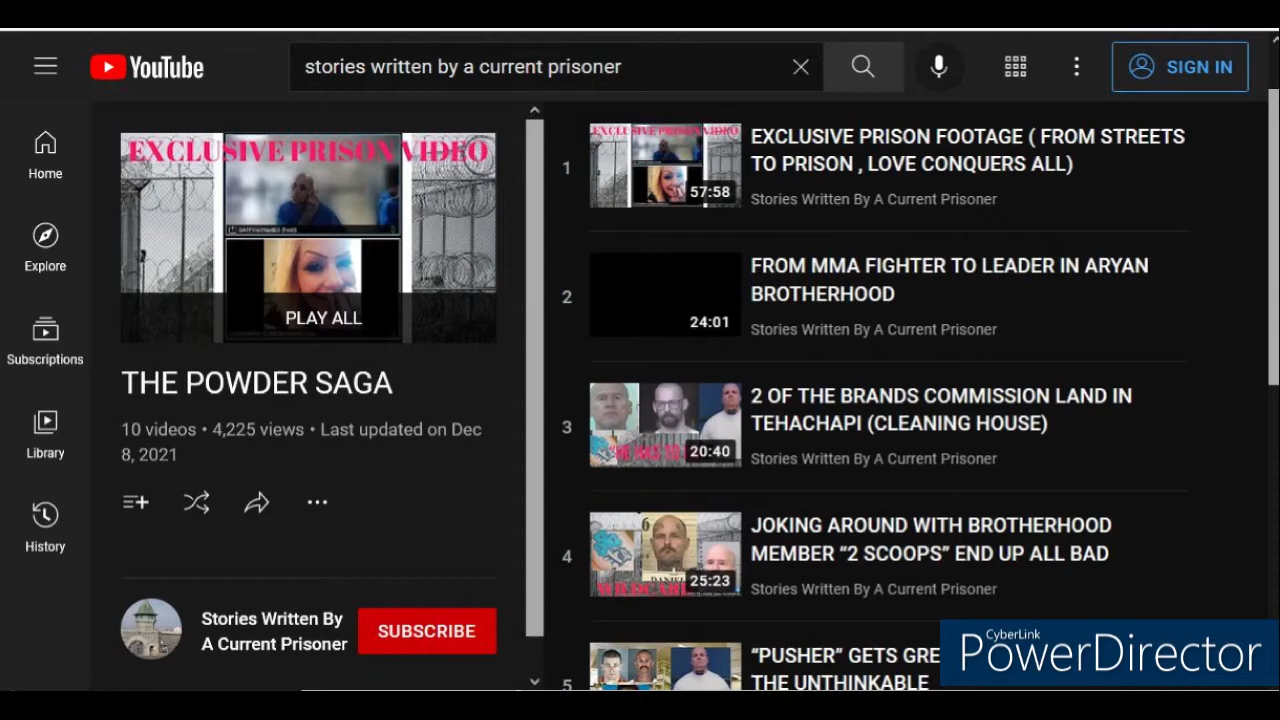 YouTube
stories written by a current prisoner
SIGN IN
Home
Explore
Subscriptions
Library
History
EXCLUSIVE PRISON VIDEO
PLAY ALL
THE POWDER SAGA
10 videos • 4,225 views • Last updated on Dec
8, 2021
Stories Written By
A Current Prisoner
SUBSCRIBE
1
EXCLUSIVE PRISON VIDEO
57:58
EXCLUSIVE PRISON FOOTAGE ( FROM STREETS
TO PRISON , LOVE CONQUERS ALL)
Stories Written By A Current Prisoner
2
24:01
FROM MMA FIGHTER TO LEADER IN ARYAN
BROTHERHOOD
Stories Written By A Current Prisoner
3
20:40
2 OF THE BRANDS COMMISSION LAND IN
TEHACHAPI (CLEANING HOUSE)
Stories Written By A Current Prisoner
4
25:23
JOKING AROUND WITH BROTHERHOOD
MEMBER “2 SCOOPS” END UP ALL BAD
Stories Written By A Current Prisoner
5
“PUSHER” GETS GRE
THE UNTHINKABLE
CyberLink
PowerDirector